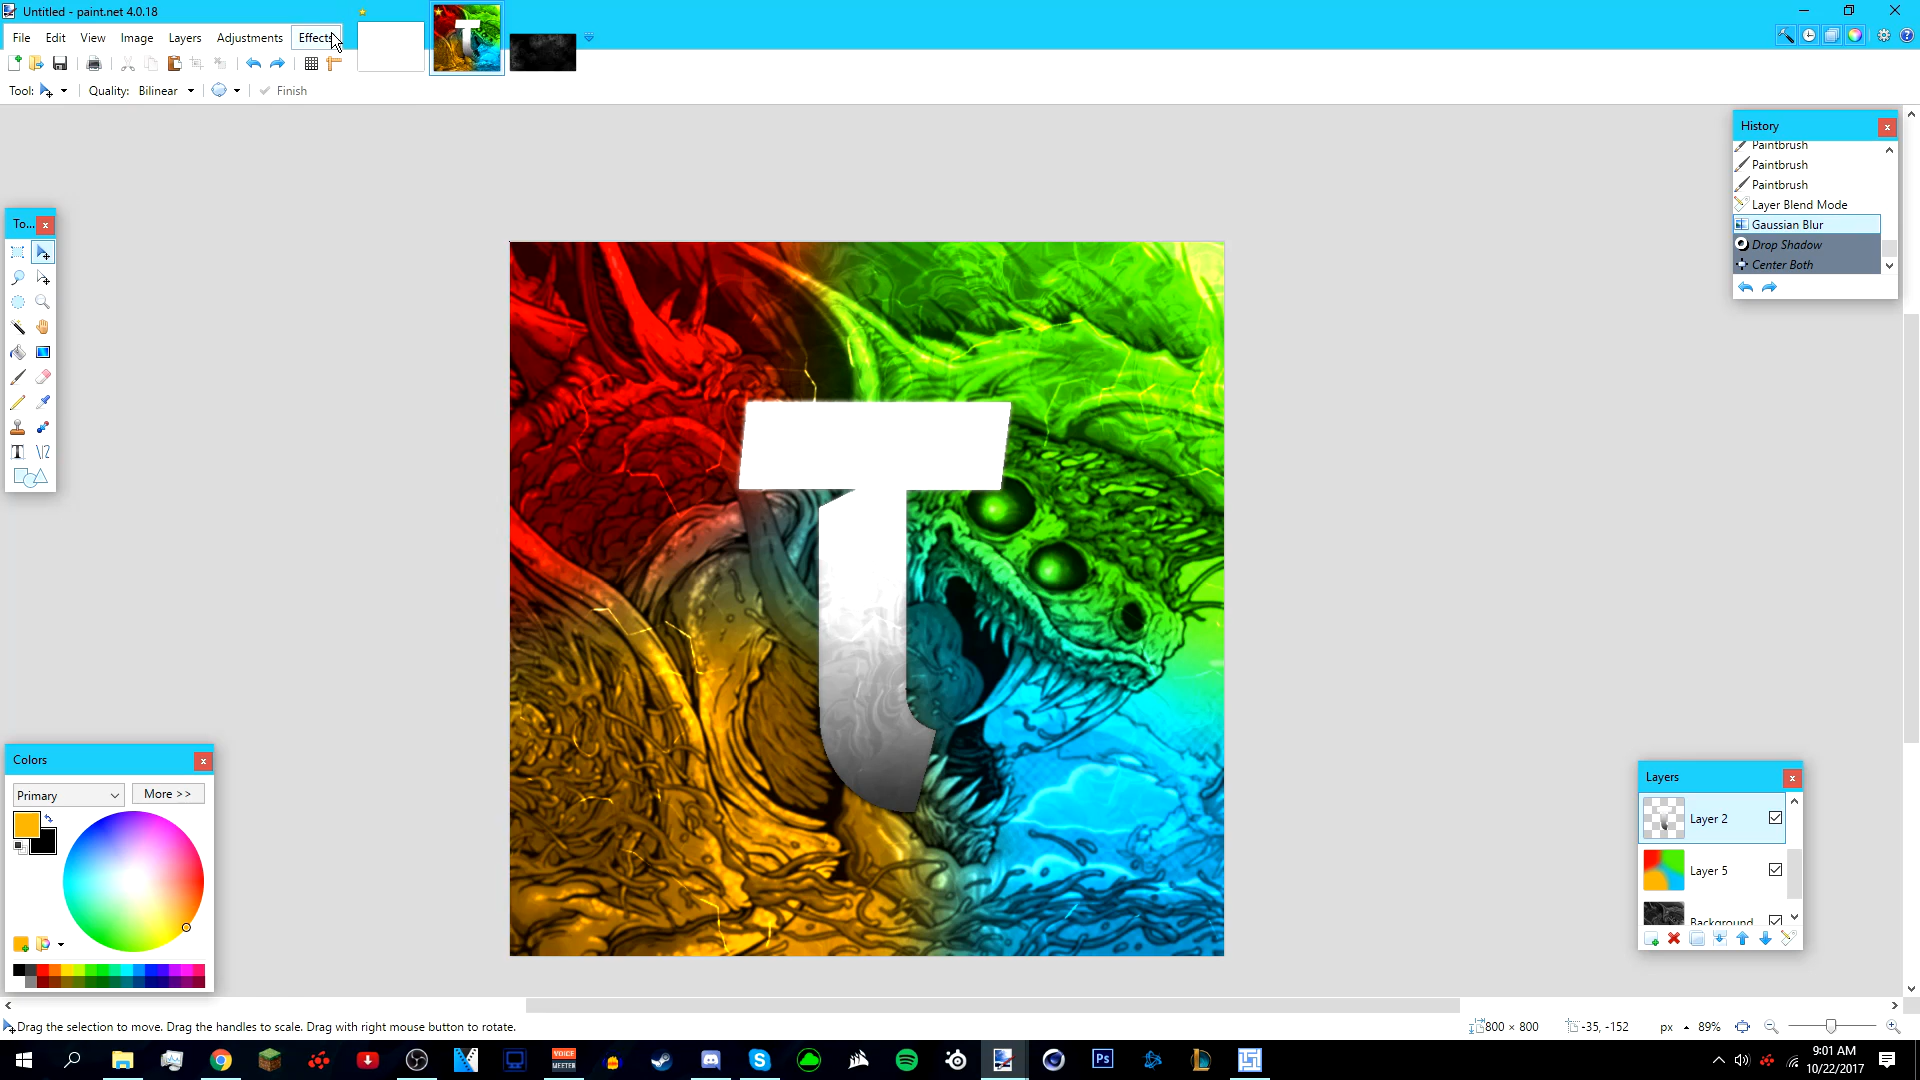 Untitled - paint.net 4.0.18
File Edit View Image Layers Adjustments Effects
Tool: Quality: Bilinear Finish
History
Paintbrush
Paintbrush
Paintbrush
Layer Blend Mode
Gaussian Blur
Drop Shadow
Center Both
To...
T
Colors
Primary
More >>
Layers
Layer 2
Layer 5
Background
Drag the selection to move. Drag the handles to scale. Drag with right mouse button to rotate.
800 × 800
-35, -152
px
89%
VOICE
MEETER
Ps
9:01 AM
10/22/2017